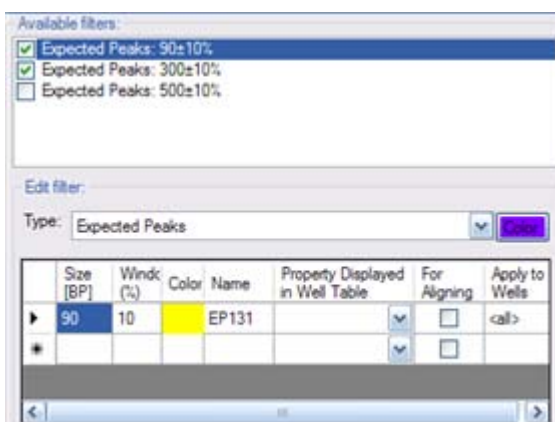 Available filters:
Expected Peaks: 90±10%
Expected Peaks: 300±10%
Expected Peaks: 500±10%
Edit filter:
Type: Expected Peaks Color
Size [BP] Windo (%) Color Name Property Displayed in Well Table For Aligning Apply to Wells
90 10 EP131 <all>